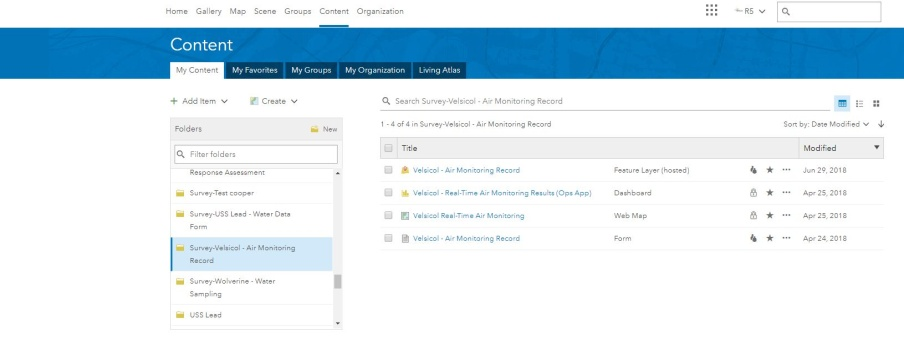 Home Gallery Map Scene Groups Content Organization
R5
Content
My Content My Favorites My Groups My Organization Living Atlas
+ Add Item Create
Search Survey-Velsicol - Air Monitoring Record
Folders New
1 - 4 of 4 in Survey-Velsicol - Air Monitoring Record
Sort by: Date Modified
Filter folders
Title Modified
Response Assessment
Velsicol - Air Monitoring Record Feature Layer (hosted) Jun 29, 2018
Survey-Test cooper
Velsicol - Real-Time Air Monitoring Results (Ops App) Dashboard Apr 25, 2018
Survey-USS Lead - Water Data
Form
Velsicol Real-Time Air Monitoring Web Map Apr 25, 2018
Velsicol - Air Monitoring Record Form Apr 24, 2018
Survey-Velsicol - Air Monitoring
Record
Survey-Wolverine - Water
Sampling
USS Lead